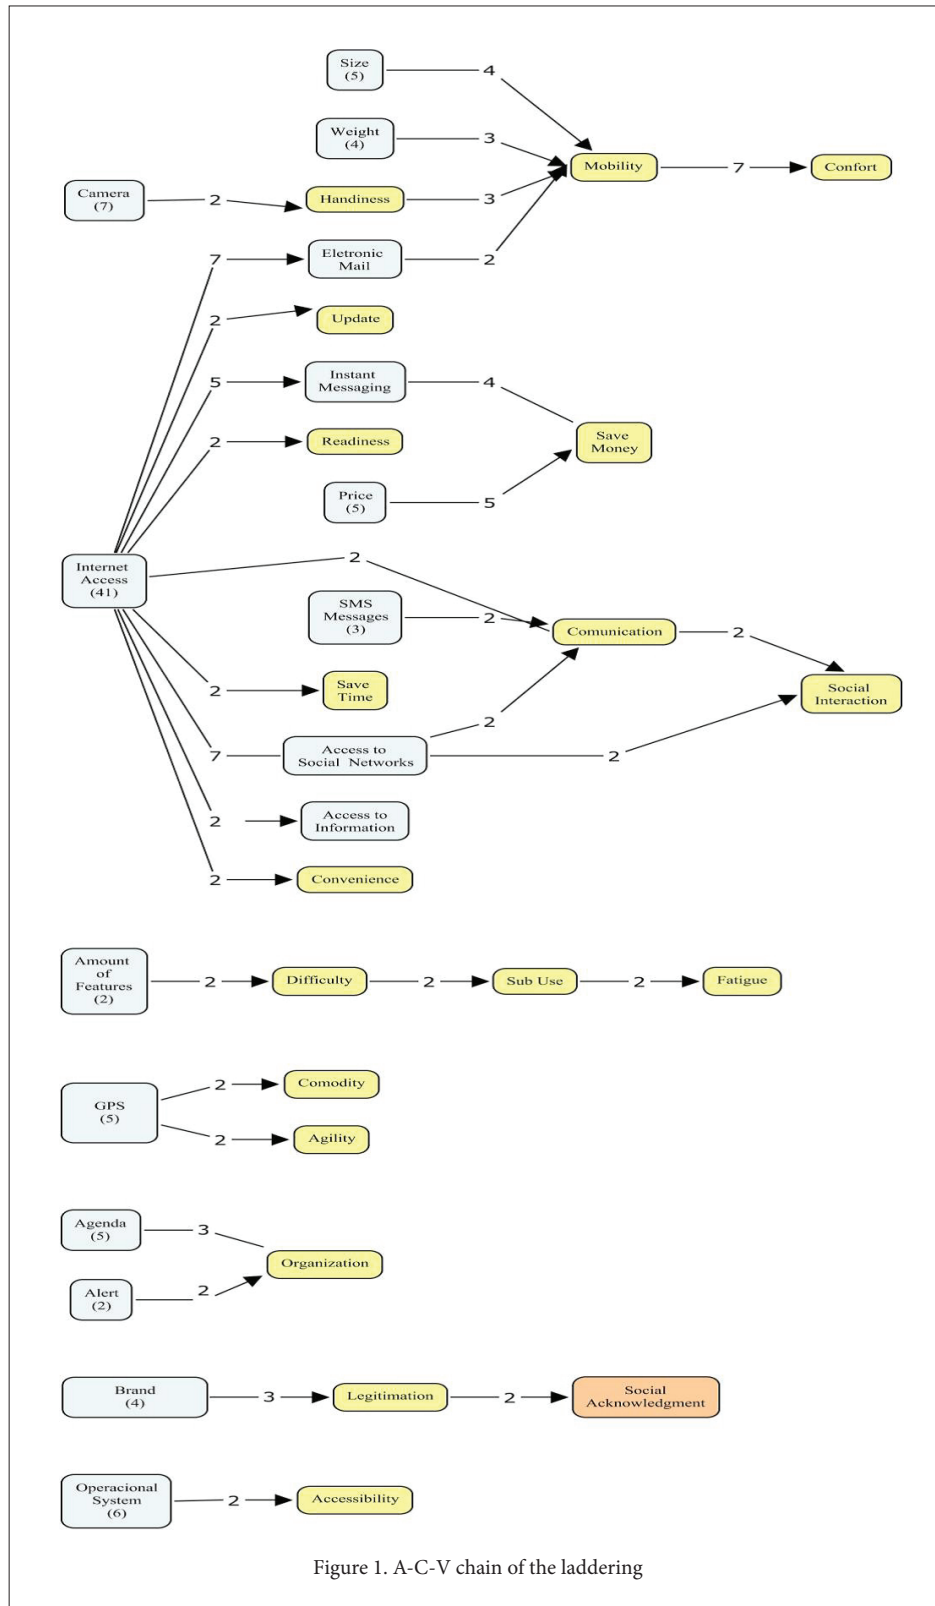 Size
(5)
4
Weight
(4)
3
Mobility
7
Confort
Camera
(7)
2
Handiness
3
7
Eletronic
Mail
2
2
Update
5
Instant
Messaging
4
2
Readiness
Save
Money
Price
(5)
5
Internet
Access
(41)
2
SMS
Messages
(3)
2
Comunication
2
2
Save
Time
Social
Interaction
2
7
Access to
Social Networks
2
2
Access to
Information
2
Convenience
Amount
of
Features
(2)
2
Difficulty
2
Sub Use
2
Fatigue
GPS
(5)
2
Comodity
2
Agility
Agenda
(5)
3
Organization
Alert
(2)
2
Brand
(4)
3
Legitimation
2
Social
Acknowledgment
Operacional
System
(6)
2
Accessibility
Figure 1. A-C-V chain of the laddering